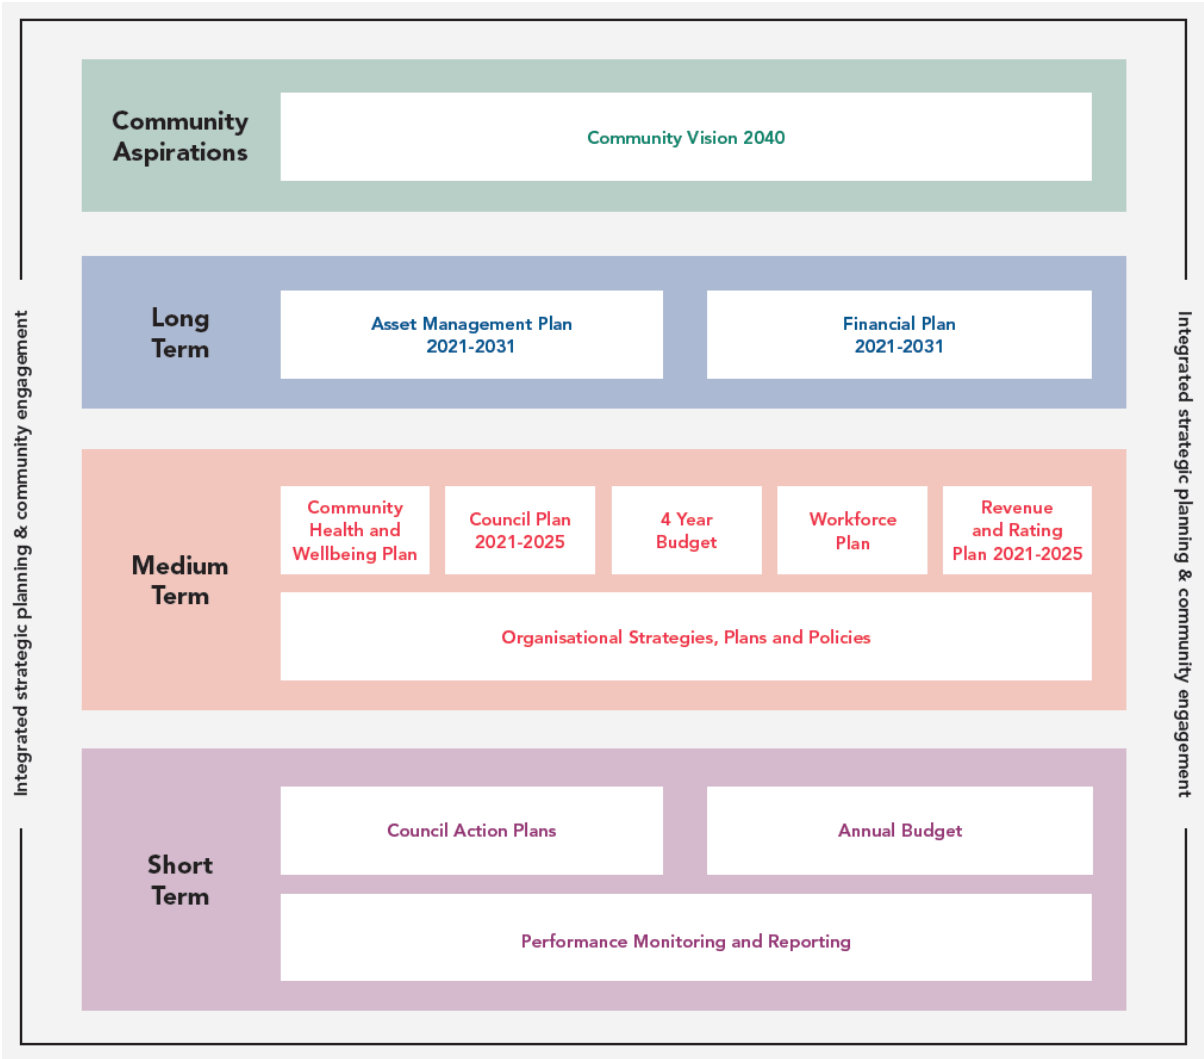 Community
Aspirations
Community Vision 2040
Long
Term
Asset Management Plan
2021-2031
Financial Plan
2021-2031
Medium
Term
Community
Health and
Wellbeing Plan
Council Plan
2021-2025
4 Year
Budget
Workforce
Plan
Revenue
and Rating
Plan 2021-2025
Organisational Strategies, Plans and Policies
Short
Term
Council Action Plans
Annual Budget
Performance Monitoring and Reporting
Integrated strategic planning & community engagement
Integrated strategic planning & community engagement